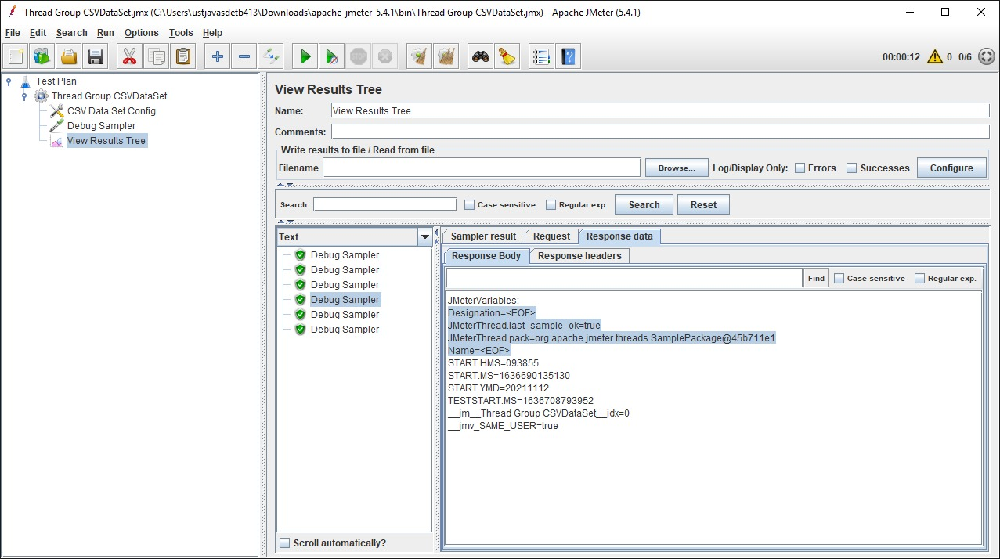 Thread Group CSVDataSet.jmx (C:\Users\ustjavasdetb413\Downloads\apache-jmeter-5.4.1\bin\Thread Group CSVDataSet.jmx) - Apache JMeter (5.4.1)
File Edit Search Run Options Tools Help
STOP
00:00:12 0 0/6
Test Plan
Thread Group CSVDataSet
CSV Data Set Config
Debug Sampler
View Results Tree
View Results Tree
Name: View Results Tree
Comments:
Write results to file / Read from file
Filename Browse... Log/Display Only: Errors Successes Configure
Search: Case sensitive Regular exp. Search Reset
Text
Debug Sampler
Debug Sampler
Debug Sampler
Debug Sampler
Debug Sampler
Debug Sampler
Scroll automatically?
Sampler result Request Response data
Response Body Response headers
Find Case sensitive Regular exp.
JMeterVariables:
Designation=<EOF>
JMeterThread.last_sample_ok=true
JMeterThread.pack=org.apache.jmeter.threads.SamplePackage@45b711e1
Name=<EOF>
START.HMS=093855
START.MS=1636690135130
START.YMD=20211112
TESTSTART.MS=1636708793952
__jm__Thread Group CSVDataSet__idx=0
__jmv_SAME_USER=true